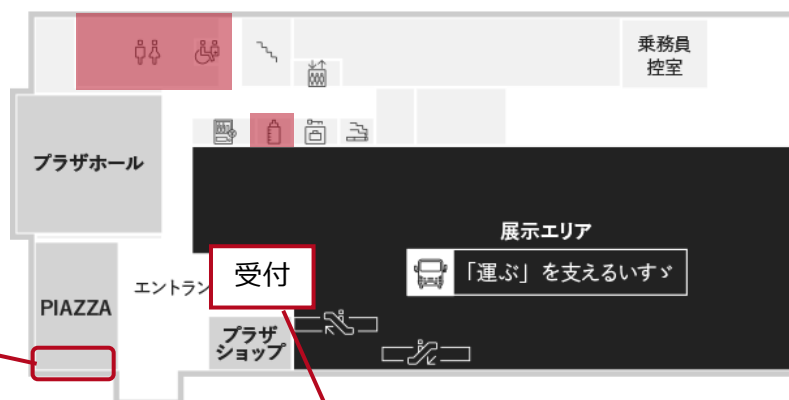 乗務員
控室
プラザホール
展示エリア
「運ぶ」を支えるいすゞ
受付
エントラン
PIAZZA
プラザ
ショップ